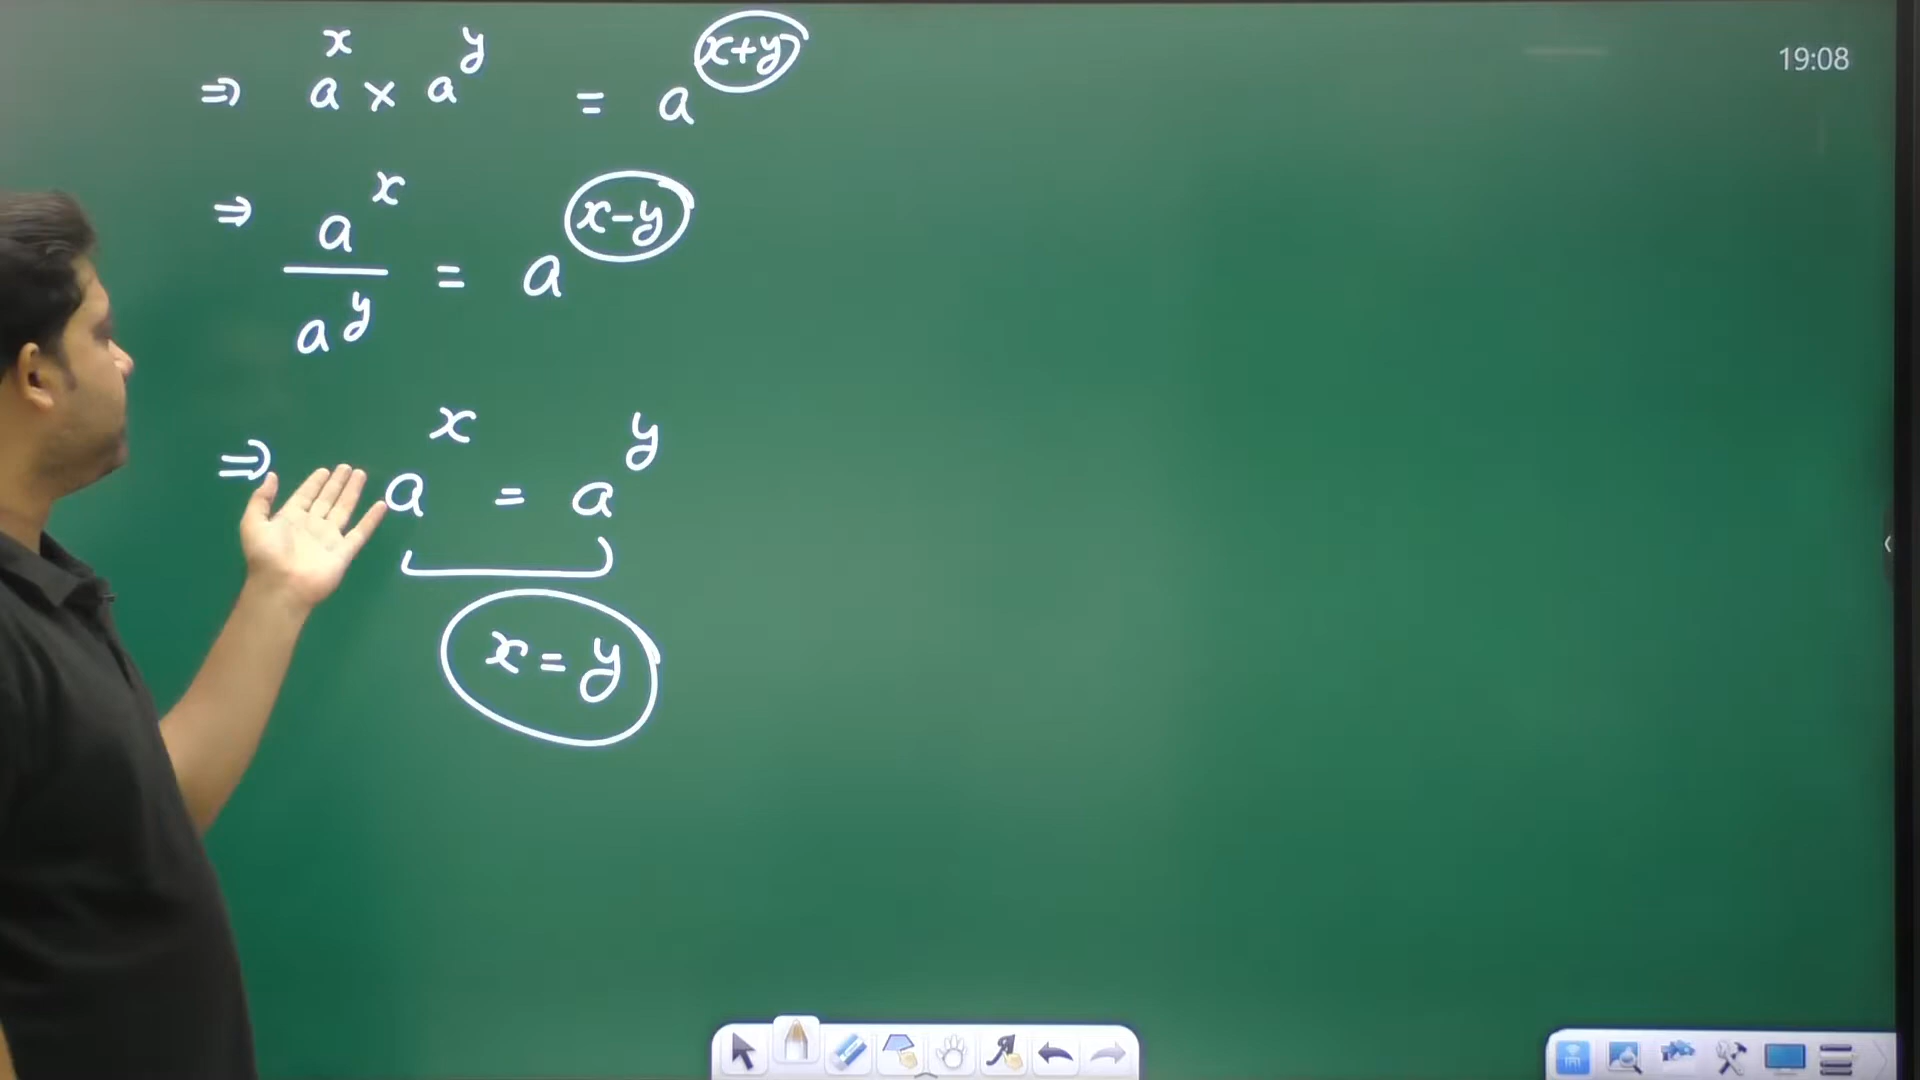 19:08
⇒ a^x × a^y = a^(x+y)
⇒ a^x / a^y = a^(x-y)
⇒ a^x = a^y
x = y